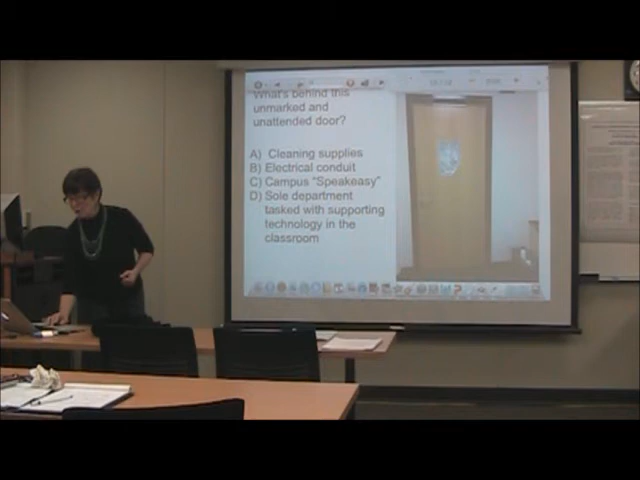 What's behind this
unmarked and
unattended door?
A) Cleaning supplies
B) Electrical conduit
C) Campus "Speakeasy"
D) Sole department
tasked with supporting
technology in the
classroom